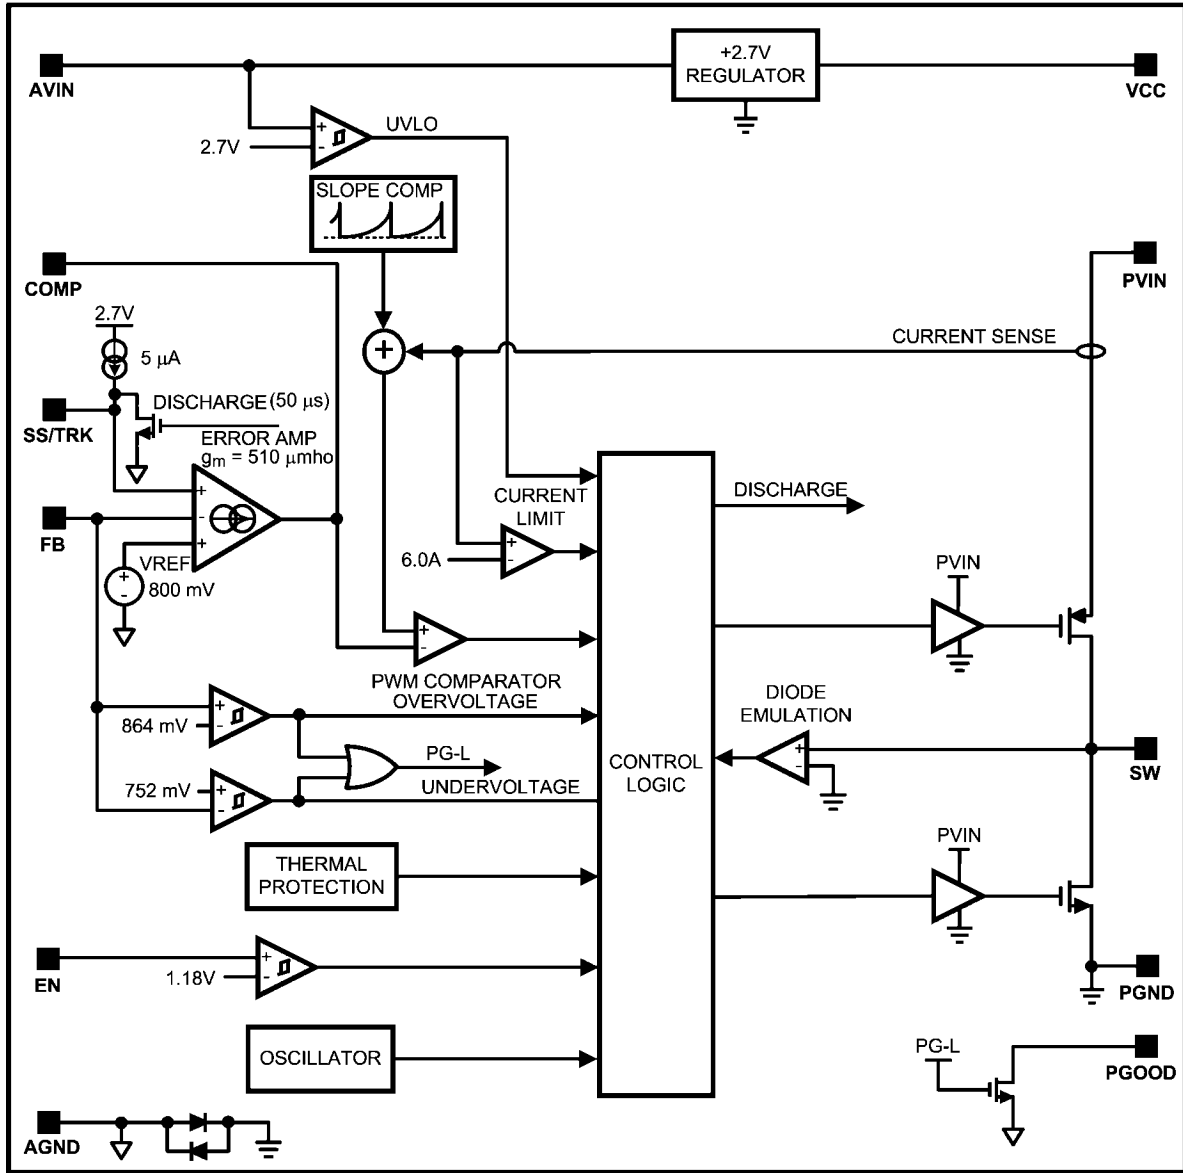 +2.7V
REGULATOR
AVIN
VCC
UVLO
+
2.7V
-
SLOPE COMP
COMP
PVIN
2.7V
CURRENT SENSE
+
5 μA
DISCHARGE (50 μs)
SS/TRK
ERROR AMP
gm = 510 μmho
+
CURRENT
LIMIT
DISCHARGE
FB
-
+
VREF
800 mV
+
-
6.0A
+
-
PVIN
+
-
PWM COMPARATOR
OVERVOLTAGE
+
864 mV
-
DIODE
EMULATION
PG-L
CONTROL
LOGIC
+
-
SW
752 mV
+
-
UNDERVOLTAGE
PVIN
THERMAL
PROTECTION
EN
+
1.18V
-
PGND
OSCILLATOR
PG-L
PGOOD
AGND